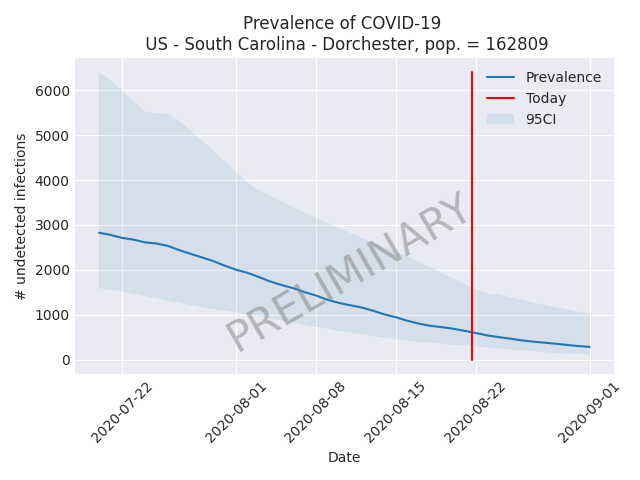 Prevalence of COVID-19
US - South Carolina - Dorchester, pop. = 162809
Prevalence
Today
95CI
6000
5000
4000
3000
2000
1000
0
# undetected infections
PRELIMINARY
2020-07-22
2020-08-01
2020-08-08
2020-08-15
2020-08-22
2020-09-01
Date